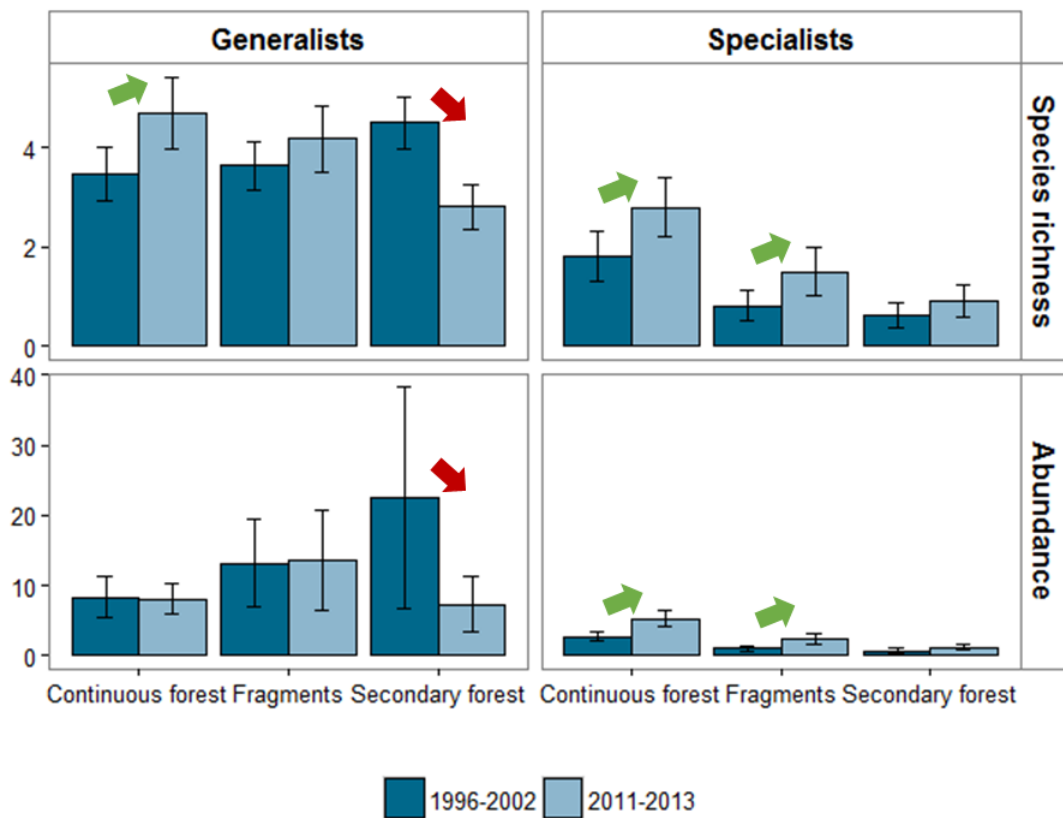 Generalists
Specialists
4
2
0
Species richness
40
30
20
10
0
Abundance
Continuous forest Fragments Secondary forest
Continuous forest Fragments Secondary forest
1996-2002 2011-2013